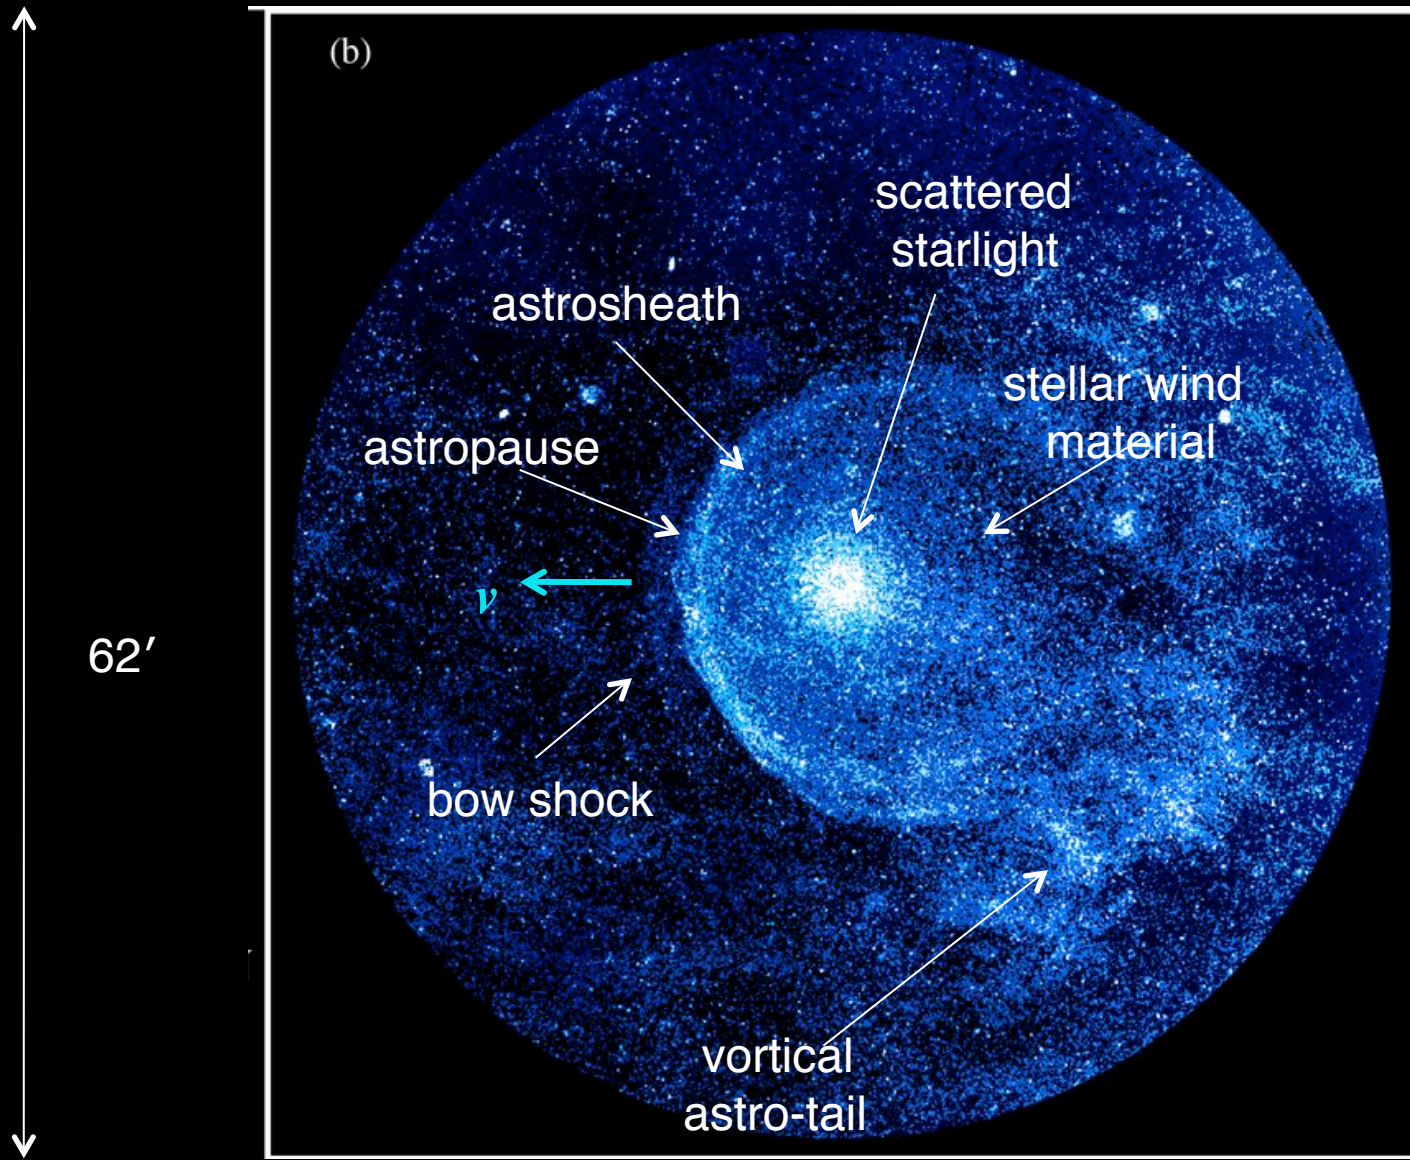 (b)
scattered
starlight
astrosheath
stellar wind
material
astropause
v
62′
bow shock
vortical
astro-tail